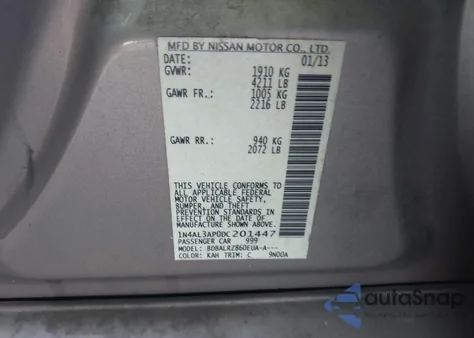 MFD BY NISSAN MOTOR CO., LTD.
DATE: 01/13
GVWR: 1910 KG
4211 LB
GAWR FR.: 1005 KG
2216 LB
GAWR RR.: 940 KG
2072 LB
THIS VEHICLE CONFORMS TO
ALL APPLICABLE FEDERAL
MOTOR VEHICLE SAFETY,
BUMPER, AND THEFT
PREVENTION STANDARDS IN
EFFECT ON THE DATE OF
MANUFACTURE SHOWN ABOVE.
1N4AL3AP0DC201447
PASSENGER CAR 999
MODEL: BDBALRZ860EUA-A---
COLOR: KAH TRIM: C 9N00A
autoSnap